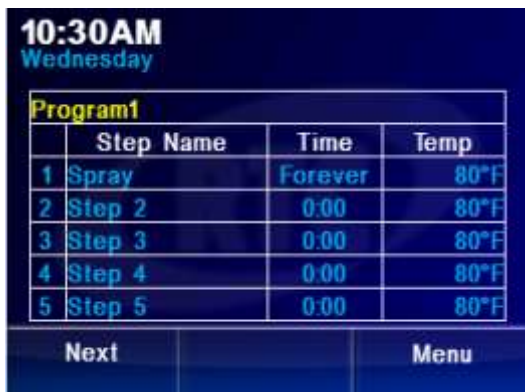 10:30AM
Wednesday
Program1
Step Name Time Temp
1 Spray Forever 80°F
2 Step 2 0:00 80°F
3 Step 3 0:00 80°F
4 Step 4 0:00 80°F
5 Step 5 0:00 80°F
Next Menu